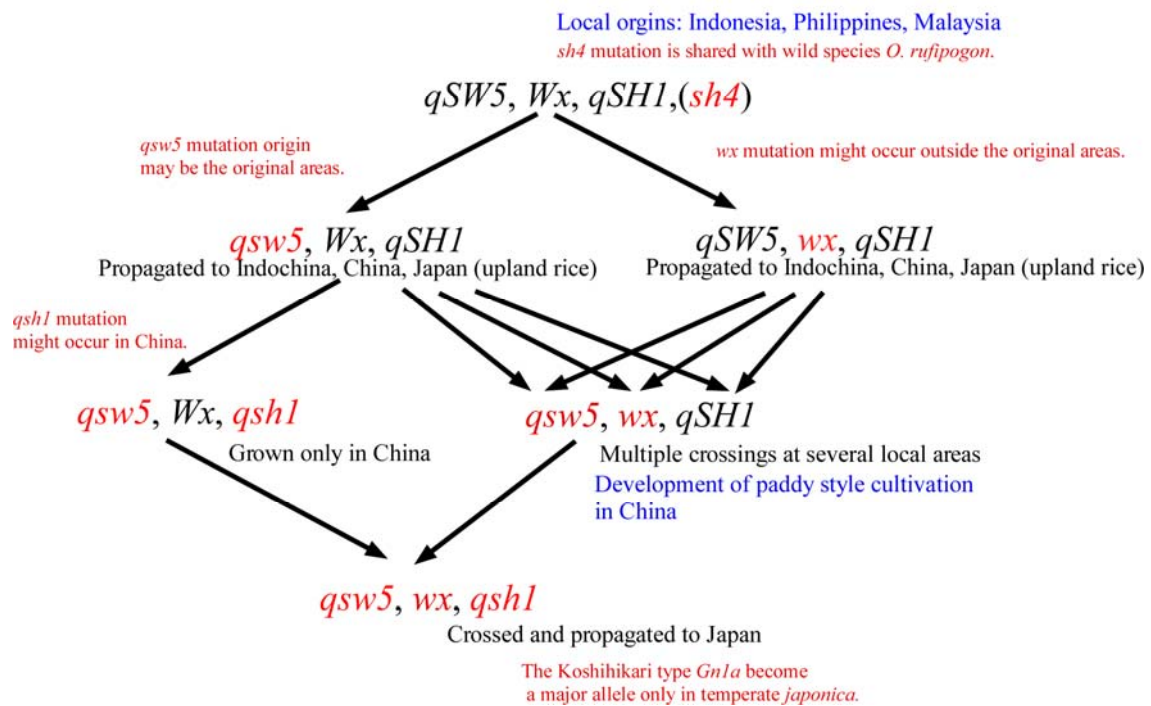 Local orgins: Indonesia, Philippines, Malaysia
sh4 mutation is shared with wild species O. rufipogon.
qSW5, Wx, qSH1,(sh4)
qsw5 mutation origin
may be the original areas.
wx mutation might occur outside the original areas.
qsw5, Wx, qSH1
Propagated to Indochina, China, Japan (upland rice)
qSW5, wx, qSH1
Propagated to Indochina, China, Japan (upland rice)
qsh1 mutation
might occur in China.
qsw5, Wx, qsh1
Grown only in China
qsw5, wx, qSH1
Multiple crossings at several local areas
Development of paddy style cultivation
in China
qsw5, wx, qsh1
Crossed and propagated to Japan
The Koshihikari type Gn1a become
a major allele only in temperate japonica.